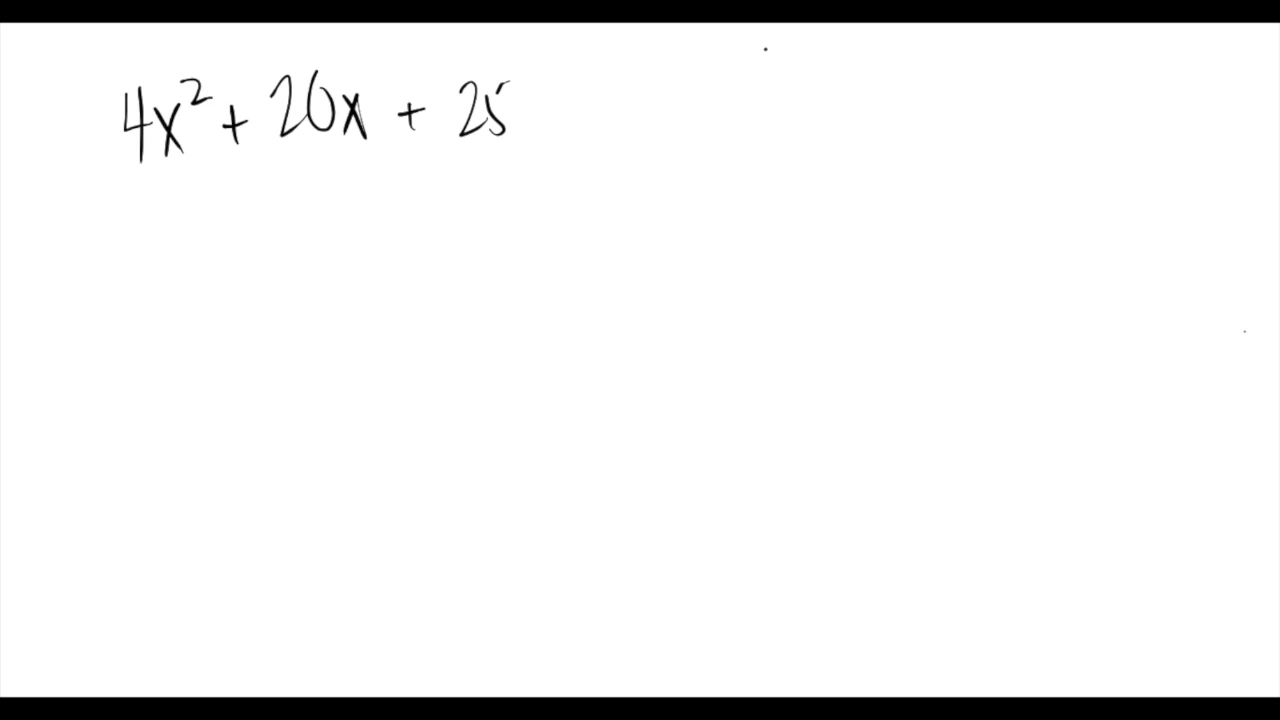 4x² + 20x + 25